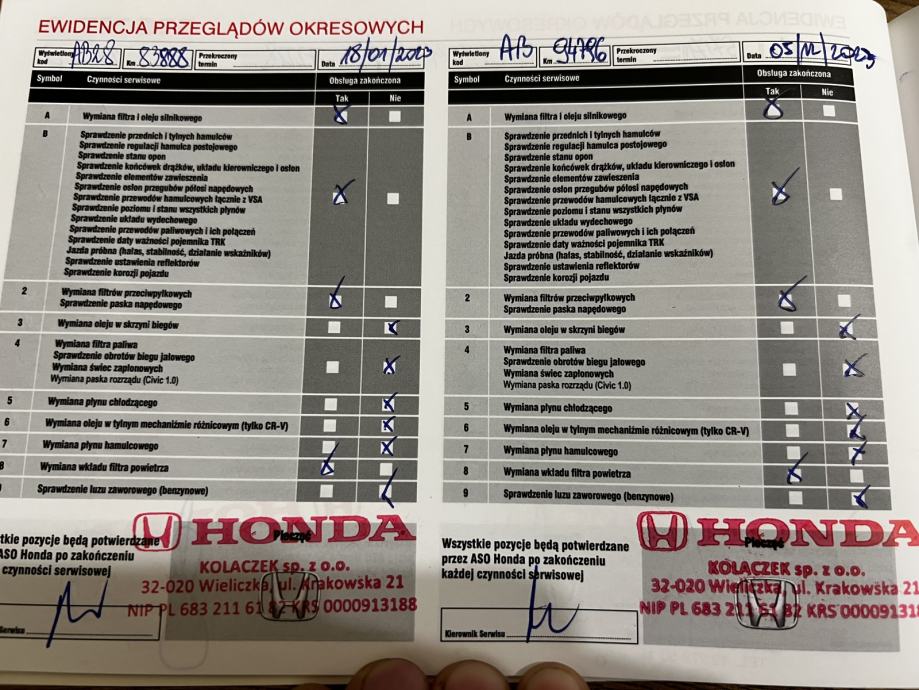 EWIDENCJA PRZEGLĄDÓW OKRESOWYCH
Wyświetlony kod AB28 Km 83888 Przekroczony termin Data 18/01/2023
Symbol Czynności serwisowe Obsługa zakończona
Tak Nie
A Wymiana filtra i oleju silnikowego
B Sprawdzenie przednich i tylnych hamulców
Sprawdzenie regulacji hamulca postojowego
Sprawdzenie stanu opon
Sprawdzenie końcówek drążków, układu kierowniczego i osłon
Sprawdzenie elementów zawieszenia
Sprawdzenie osłon przegubów półosi napędowych
Sprawdzenie przewodów hamulcowych łącznie z VSA
Sprawdzenie poziomu i stanu wszystkich płynów
Sprawdzenie układu wydechowego
Sprawdzenie przewodów paliwowych i ich połączeń
Sprawdzenie daty ważności pojemnika TRK
Jazda próbna (hałas, stabilność, działanie wskaźników)
Sprawdzenie ustawienia reflektorów
Sprawdzenie korozji pojazdu
2 Wymiana filtrów przeciwpyłkowych
Sprawdzenie paska napędowego
3 Wymiana oleju w skrzyni biegów
4 Wymiana filtra paliwa
Sprawdzenie obrotów biegu jałowego
Wymiana świec zapłonowych
Wymiana paska rozrządu (Civic 1.0)
5 Wymiana płynu chłodzącego
6 Wymiana oleju w tylnym mechaniźmie różnicowym (tylko CR-V)
7 Wymiana płynu hamulcowego
8 Wymiana wkładu filtra powietrza
Sprawdzenie luzu zaworowego (benzynowe)
stkie pozycje będą potwierdzane
ASO Honda po zakończeniu
czynności serwisowej
Serwisu
Pieczęć
HONDA
KOLACZEK sp. z o.o.
32-020 Wieliczka, ul. Krakowska 21
NIP PL 683 211 61 82 KRS 0000913188
Wyświetlony kod AB Km 94786 Przekroczony termin Data 05/12/2023
Symbol Czynności serwisowe Obsługa zakończona
Tak Nie
A Wymiana filtra i oleju silnikowego
B Sprawdzenie przednich i tylnych hamulców
Sprawdzenie regulacji hamulca postojowego
Sprawdzenie stanu opon
Sprawdzenie końcówek drążków, układu kierowniczego i osłon
Sprawdzenie elementów zawieszenia
Sprawdzenie osłon przegubów półosi napędowych
Sprawdzenie przewodów hamulcowych łącznie z VSA
Sprawdzenie poziomu i stanu wszystkich płynów
Sprawdzenie układu wydechowego
Sprawdzenie przewodów paliwowych i ich połączeń
Sprawdzenie daty ważności pojemnika TRK
Jazda próbna (hałas, stabilność, działanie wskaźników)
Sprawdzenie ustawienia reflektorów
Sprawdzenie korozji pojazdu
2 Wymiana filtrów przeciwpyłkowych
Sprawdzenie paska napędowego
3 Wymiana oleju w skrzyni biegów
4 Wymiana filtra paliwa
Sprawdzenie obrotów biegu jałowego
Wymiana świec zapłonowych
Wymiana paska rozrządu (Civic 1.0)
5 Wymiana płynu chłodzącego
6 Wymiana oleju w tylnym mechaniźmie różnicowym (tylko CR-V)
7 Wymiana płynu hamulcowego
8 Wymiana wkładu filtra powietrza
9 Sprawdzenie luzu zaworowego (benzynowe)
Wszystkie pozycje będą potwierdzane
przez ASO Honda po zakończeniu
każdej czynności serwisowej
Kierownik Serwisu
Pieczęć
HONDA
KOLACZEK sp. z o.o.
32-020 Wieliczka, ul. Krakowska 21
NIP PL 683 211 61 82 KRS 00009131